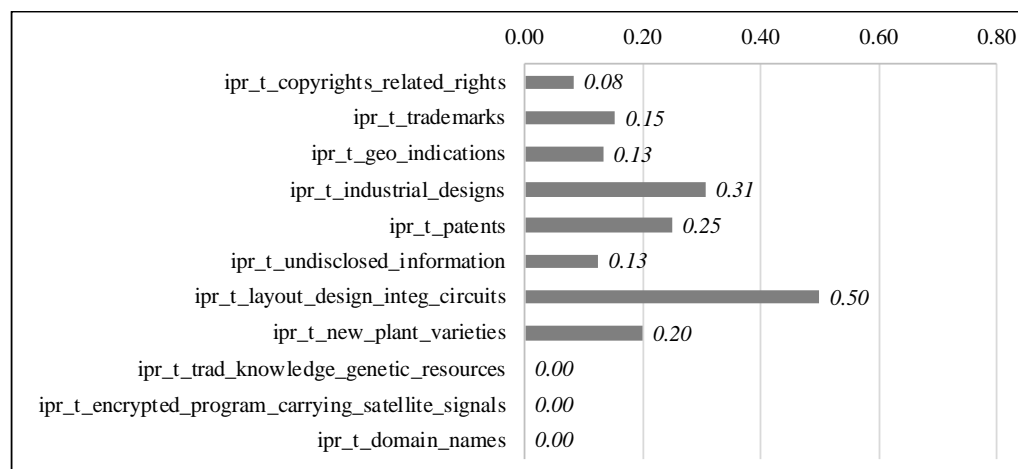 0.00 0.20 0.40 0.60 0.80
ipr_t_copyrights_related_rights 0.08
ipr_t_trademarks 0.15
ipr_t_geo_indications 0.13
ipr_t_industrial_designs 0.31
ipr_t_patents 0.25
ipr_t_undisclosed_information 0.13
ipr_t_layout_design_integ_circuits 0.50
ipr_t_new_plant_varieties 0.20
ipr_t_trad_knowledge_genetic_resources 0.00
ipr_t_encrypted_program_carrying_satellite_signals 0.00
ipr_t_domain_names 0.00